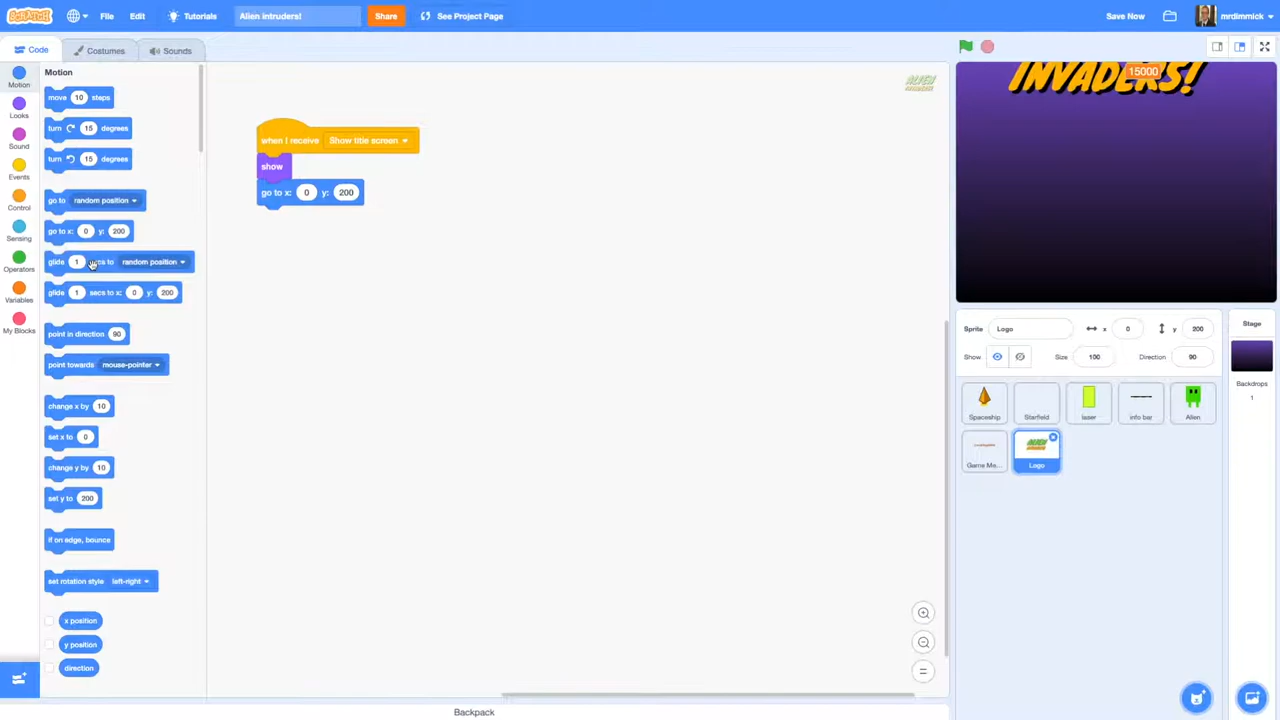 SCRATCH File Edit Tutorials Alien intruders! Share See Project Page Save Now mrdimmick
Code Costumes Sounds
Motion
Looks
Sound
Events
Control
Sensing
Operators
Variables
My Blocks
Motion
move 10 steps
turn 15 degrees
turn 15 degrees
go to random position
go to x: 0 y: 200
glide 1 secs to random position
glide 1 secs to x: 0 y: 200
point in direction 90
point towards mouse-pointer
change x by 10
set x to 0
change y by 10
set y to 200
if on edge, bounce
set rotation style left-right
x position
y position
direction
when I receive Show title screen
show
go to x: 0 y: 200
ALIEN
INVADERS!
INVADERS!
15000
Sprite Logo x 0 y 200
Show Size 100 Direction 90
Spaceship Starfield laser info bar Alien
Game Me... Logo
Stage
Backdrops
1
Backpack